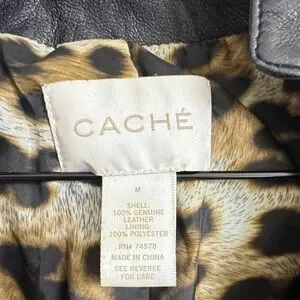 CACHÉ
M
SHELL:
100% GENUINE
LEATHER
LINING:
100% POLYESTER
RN# 74578
MADE IN CHINA
SEE REVERSE
FOR CARE